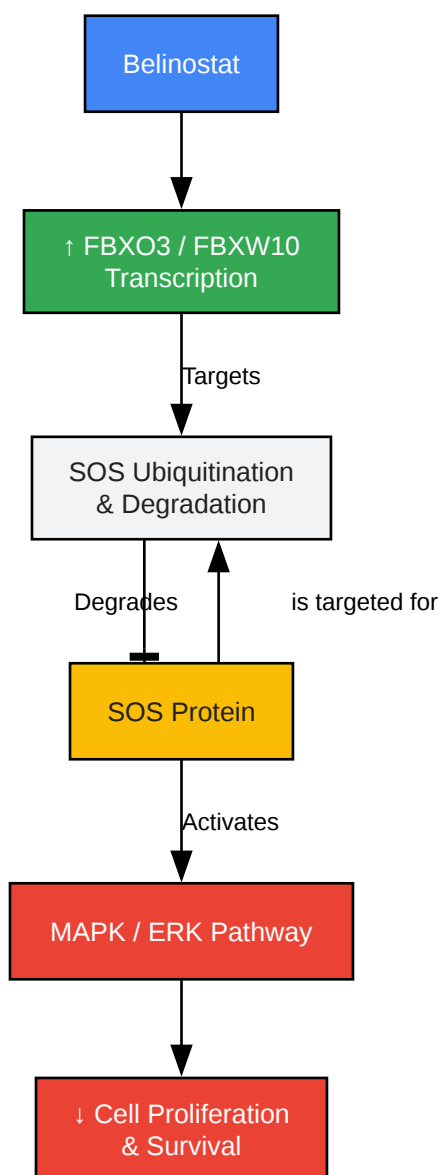 Belinostat
↑ FBXO3 / FBXW10
Transcription
Targets
SOS Ubiquitination
& Degradation
Degrades
is targeted for
SOS Protein
Activates
MAPK / ERK Pathway
↓ Cell Proliferation
& Survival